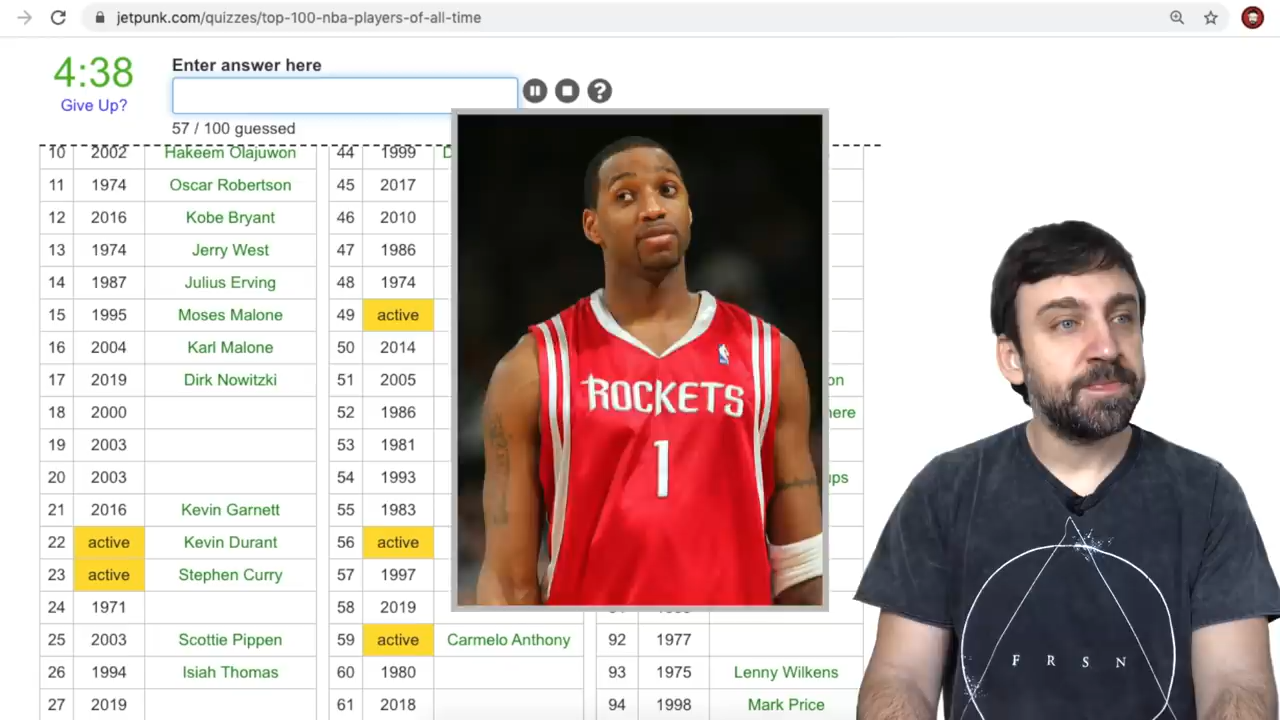 jetpunk.com/quizzes/top-100-nba-players-of-all-time
4:38
Give Up?
Enter answer here
57 / 100 guessed
10 2002 Hakeem Olajuwon 44 1999
11 1974 Oscar Robertson 45 2017
12 2016 Kobe Bryant 46 2010
13 1974 Jerry West 47 1986
14 1987 Julius Erving 48 1974
15 1995 Moses Malone 49 active
16 2004 Karl Malone 50 2014
17 2019 Dirk Nowitzki 51 2005 on
18 2000 52 1986 here
19 2003 53 1981
20 2003 54 1993 ups
21 2016 Kevin Garnett 55 1983
22 active Kevin Durant 56 active
23 active Stephen Curry 57 1997
24 1971 58 2019
25 2003 Scottie Pippen 59 active Carmelo Anthony 92 1977
26 1994 Isiah Thomas 60 1980 93 1975 Lenny Wilkens
27 2019 61 2018 94 1998 Mark Price
ROCKETS
1
F R S N